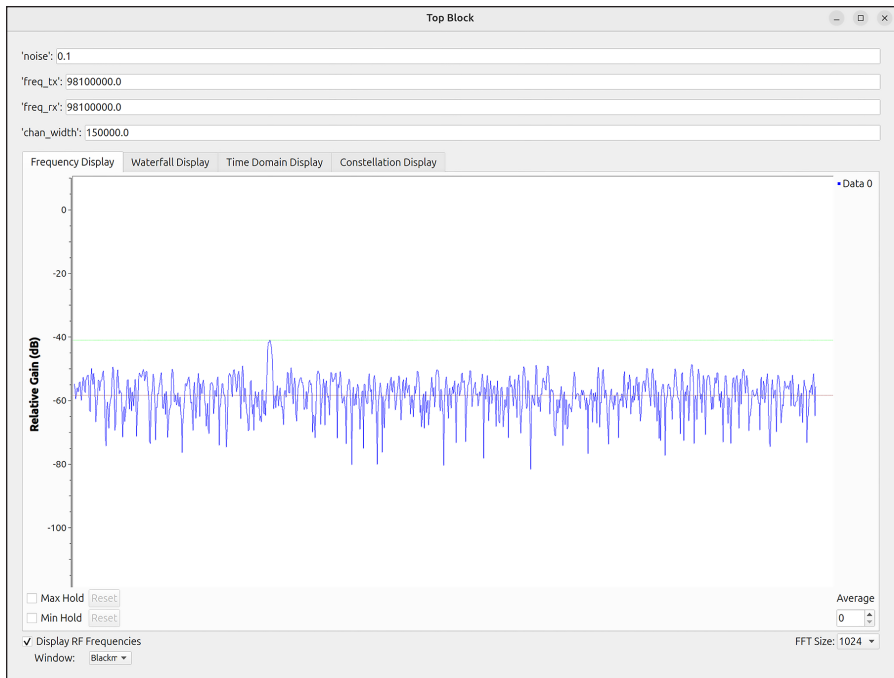 Top Block
'noise': 0.1
'freq_tx': 98100000.0
'freq_rx': 98100000.0
'chan_width': 150000.0
Frequency Display Waterfall Display Time Domain Display Constellation Display
Data 0
0
-20
-40
-60
-80
-100
Relative Gain (dB)
Max Hold Reset Average
Min Hold Reset 0
Display RF Frequencies FFT Size: 1024
Window: Blackm